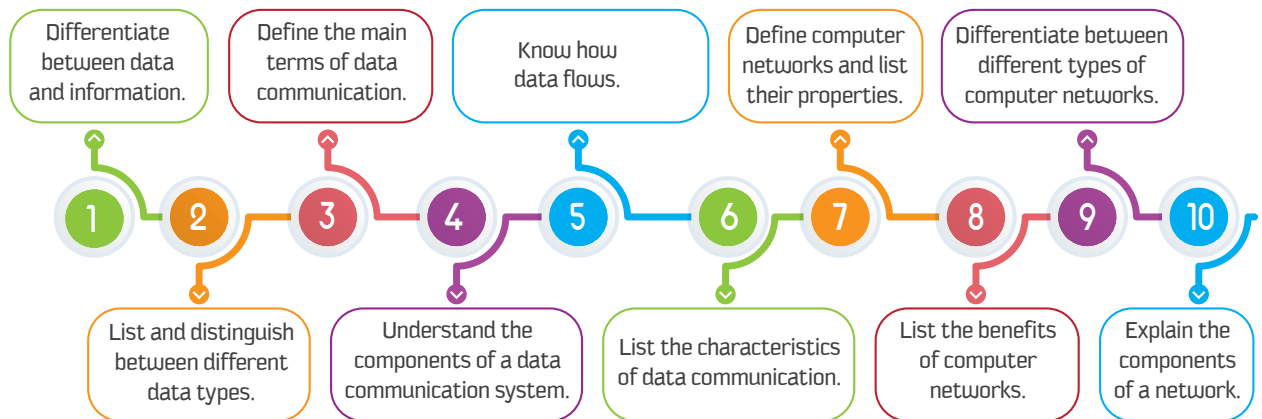 Differentiate
between data
and information.
Define the main
terms of data
communication.
Know how
data flows.
Define computer
networks and list
their properties.
Differentiate between
different types of
computer networks.
1
2
3
4
5
6
7
8
9
10
List and distinguish
between different
data types.
Understand the
components of a data
communication system.
List the characteristics
of data communication.
List the benefits
of computer
networks.
Explain the
components
of a network.